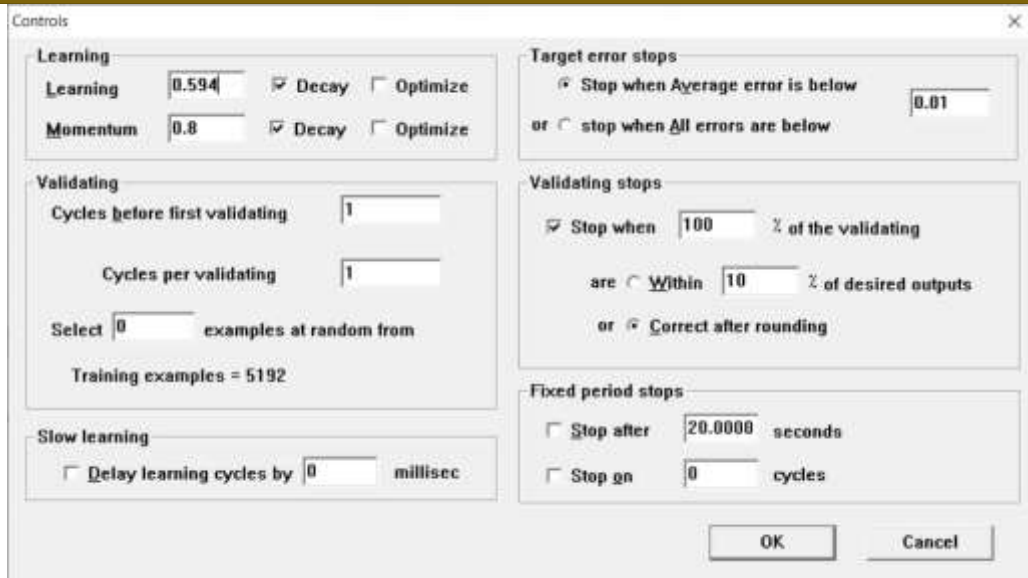 Controls
Learning
Learning 0.594 Decay Optimize
Momentum 0.8 Decay Optimize
Validating
Cycles before first validating 1
Cycles per validating 1
Select 0 examples at random from
Training examples = 5192
Slow learning
Delay learning cycles by 0 millisec
Target error stops
Stop when Average error is below
0.01
or stop when All errors are below
Validating stops
Stop when 100 % of the validating
are Within 10 % of desired outputs
or Correct after rounding
Fixed period stops
Stop after 20.0000 seconds
Stop on 0 cycles
OK Cancel